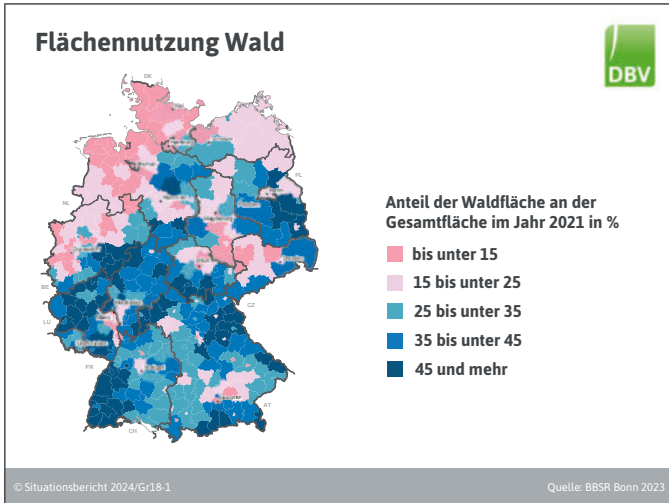 Flächennutzung Wald
DBV
DK
PL
NL
BE
LU
CZ
FR
AT
CH
Anteil der Waldfläche an der
Gesamtfläche im Jahr 2021 in %
bis unter 15
15 bis unter 25
25 bis unter 35
35 bis unter 45
45 und mehr
© Situationsbericht 2024/Gr18-1
Quelle: BBSR Bonn 2023